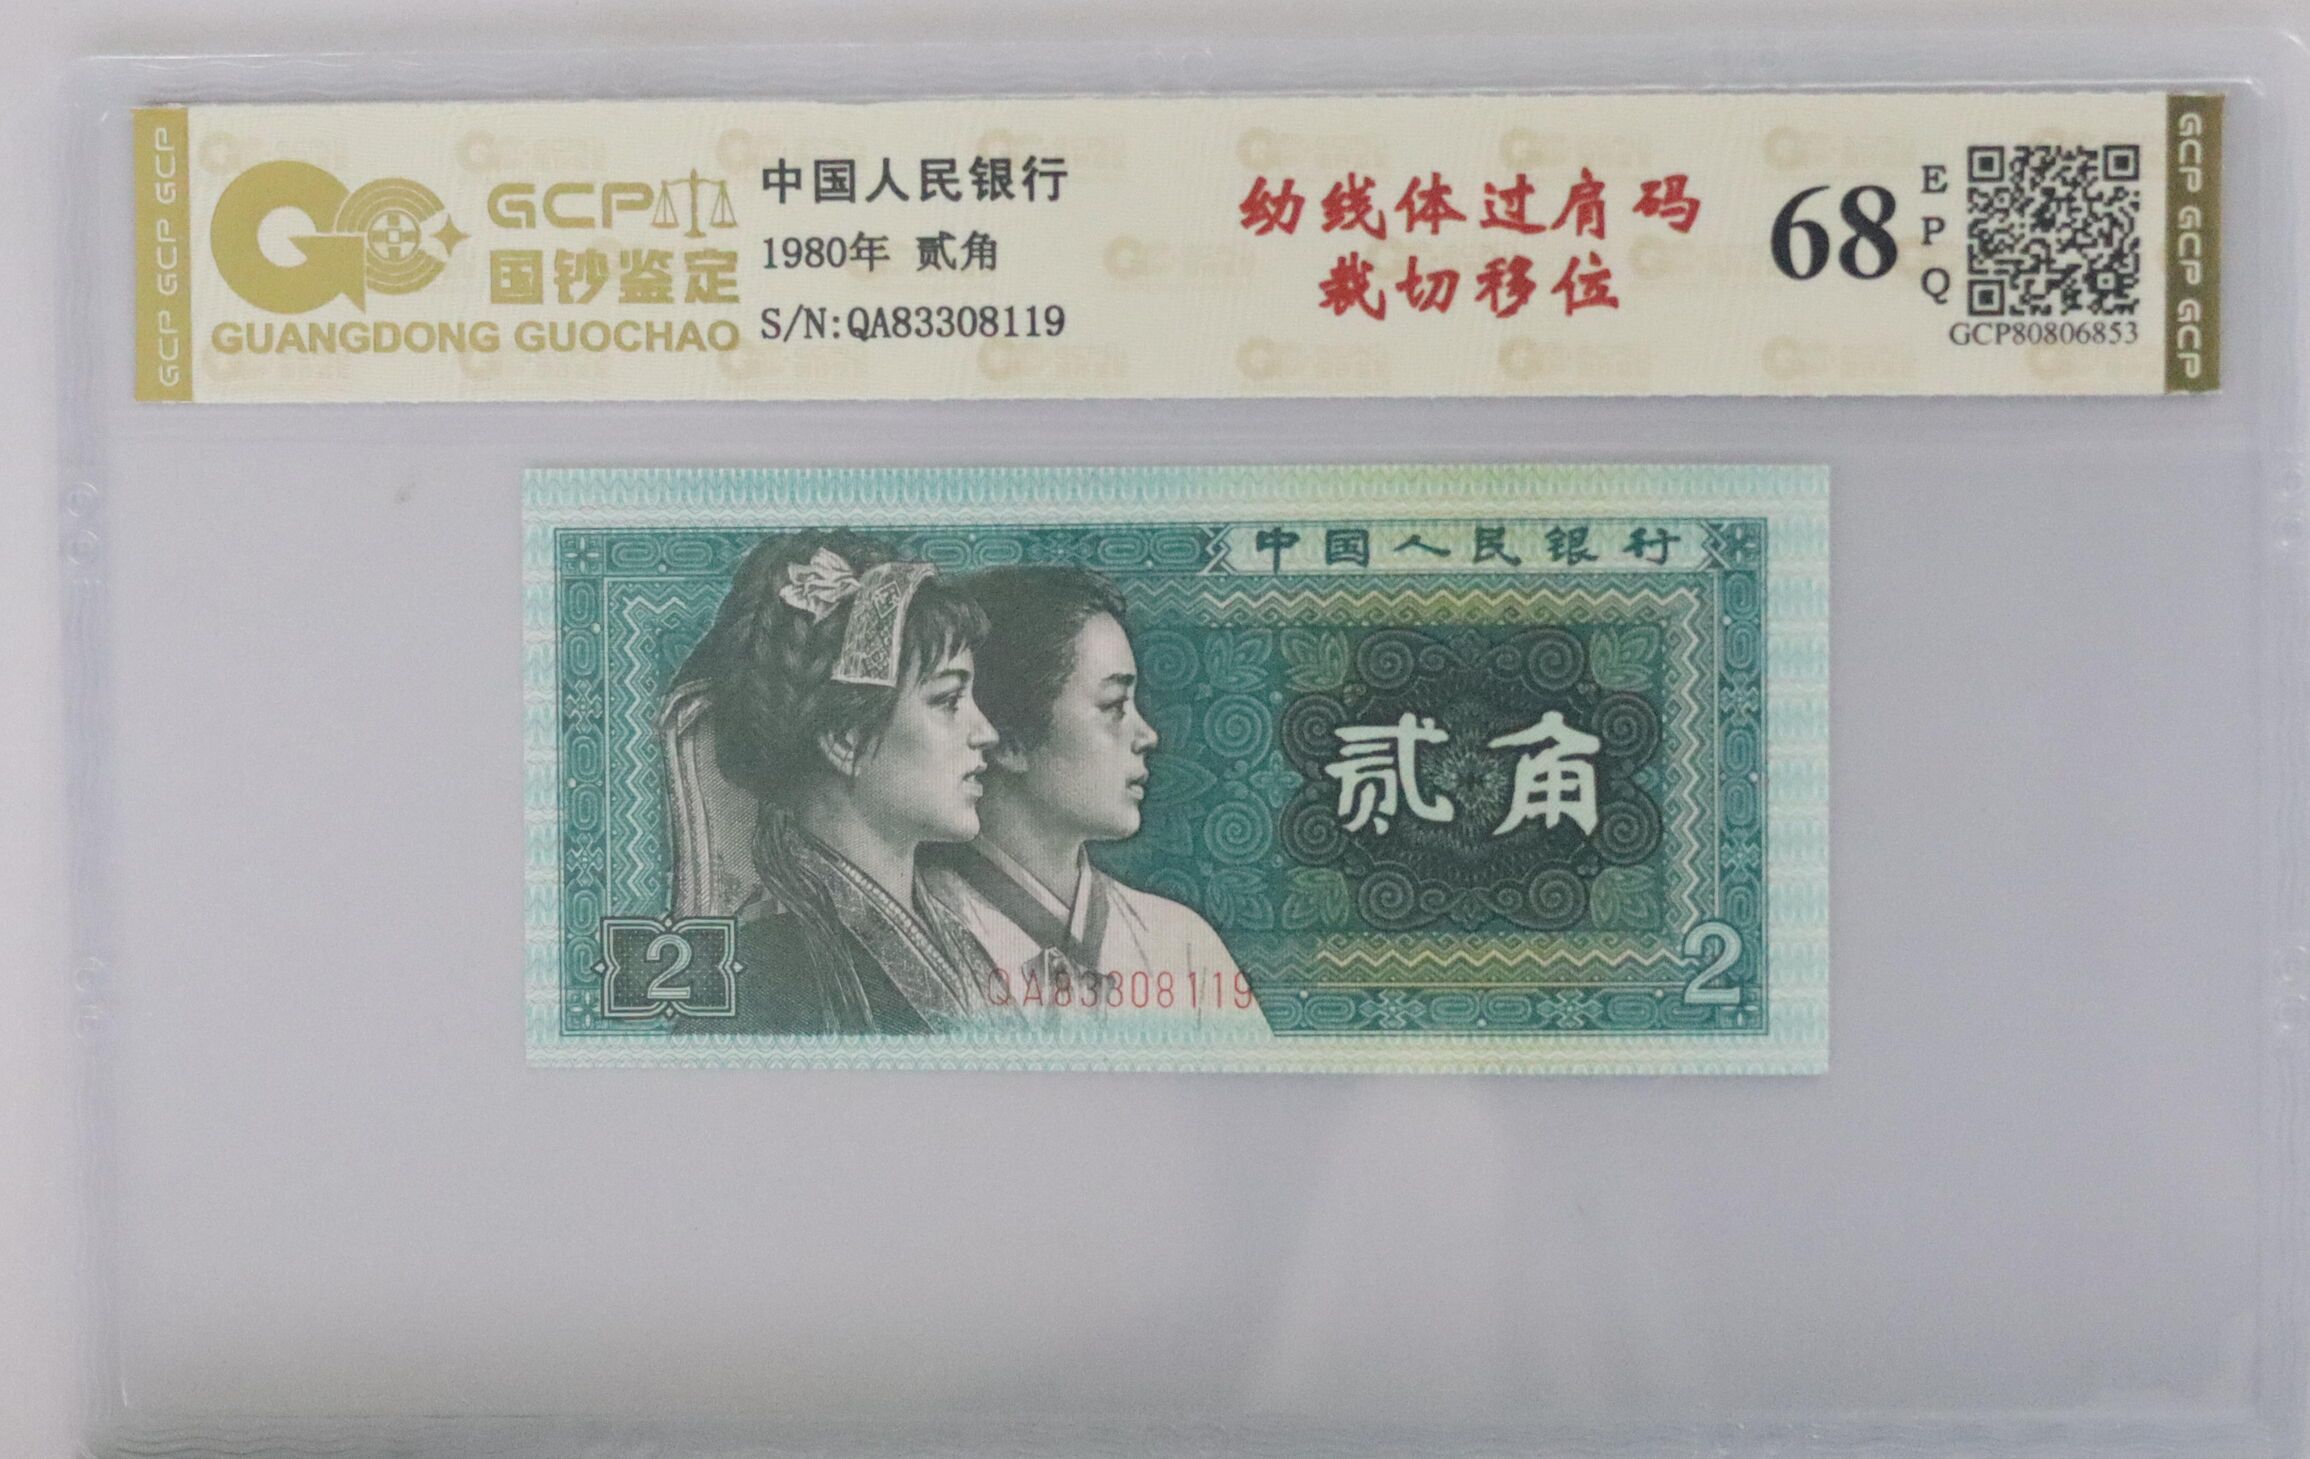 GCP GCP GCP
GCP
国钞鉴定
GUANGDONG GUOCHAO
中国人民银行
1980年 贰角
S/N:QA83308119
幼线体过肩码
裁切移位
68
EPQ
GCP80806853
GCP GCP GCP
中国人民银行
贰角
2
QA83308119
2